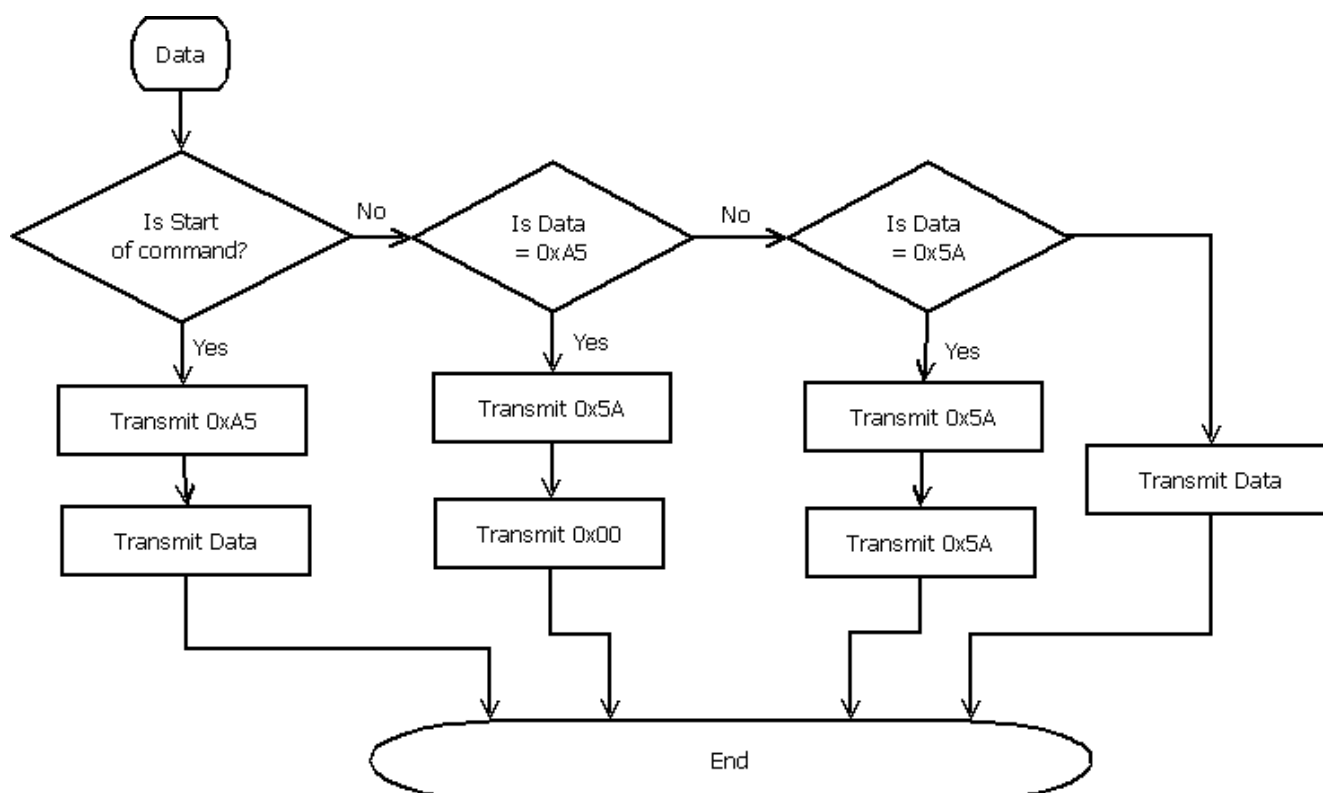 Data
Is Start
of command?
No
Is Data
= 0xA5
No
Is Data
= 0x5A
Yes
Yes
Yes
Transmit 0xA5
Transmit 0x5A
Transmit 0x5A
Transmit Data
Transmit Data
Transmit 0x00
Transmit 0x5A
End